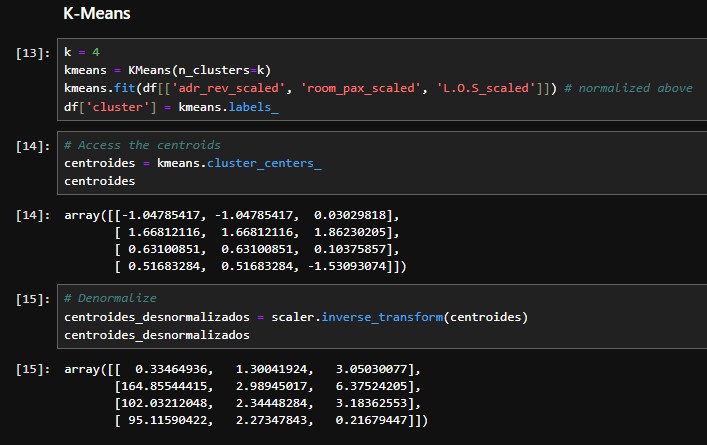 K-Means
[13]: k = 4
kmeans = KMeans(n_clusters=k)
kmeans.fit(df[['adr_rev_scaled', 'room_pax_scaled', 'L.O.S_scaled']]) # normalized above
df['cluster'] = kmeans.labels_
[14]: # Access the centroids
centroides = kmeans.cluster_centers_
centroides
[14]: array([[-1.04785417, -1.04785417, 0.03029818],
[ 1.66812116, 1.66812116, 1.86230205],
[ 0.63100851, 0.63100851, 0.10375857],
[ 0.51683284, 0.51683284, -1.53093074]])
[15]: # Denormalize
centroides_desnormalizados = scaler.inverse_transform(centroides)
centroides_desnormalizados
[15]: array([[ 0.33464936, 1.30041924, 3.05030077],
[164.85544415, 2.98945017, 6.37524205],
[102.03212048, 2.34448284, 3.18362553],
[ 95.11590422, 2.27347843, 0.21679447]])